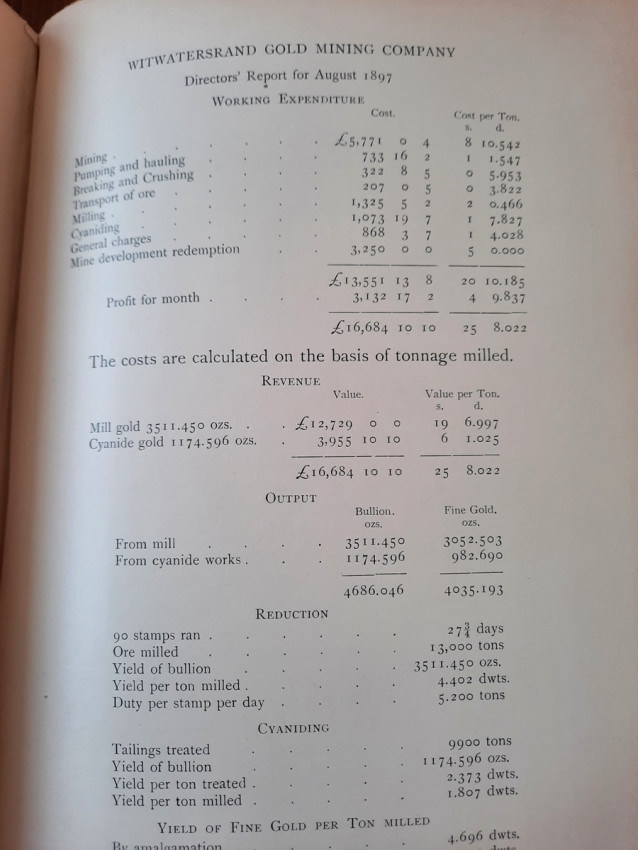 WITWATERSRAND GOLD MINING COMPANY
Directors' Report for August 1897
WORKING EXPENDITURE
Cost. Cost per Ton.
s. d.
Mining . . . . . £5,771 0 4 8 10.542
Pumping and hauling . . . . 733 16 2 1 1.547
Breaking and Crushing . . . . 322 8 5 0 5.953
Transport of ore . . . . . 207 0 5 0 3.822
Milling . . . . . 1,325 5 2 2 0.466
Cyaniding . . . . . 1,073 19 7 1 7.827
General charges . . . . . 868 3 7 1 4.028
Mine development redemption . . 3,250 0 0 5 0.000
£13,551 13 8 20 10.185
Profit for month . . . . 3,132 17 2 4 9.837
£16,684 10 10 25 8.022
The costs are calculated on the basis of tonnage milled.
REVENUE
Value. Value per Ton.
s. d.
Mill gold 3511.450 ozs. . . £12,729 0 0 19 6.997
Cyanide gold 1174.596 ozs. . 3,955 10 10 6 1.025
£16,684 10 10 25 8.022
OUTPUT
Bullion. Fine Gold.
ozs. ozs.
From mill . . . . 3511.450 3052.503
From cyanide works . . . 1174.596 982.690
4686.046 4035.193
REDUCTION
90 stamps ran . . . . . . 27¾ days
Ore milled . . . . . 13,000 tons
Yield of bullion . . . . . 3511.450 ozs.
Yield per ton milled . . . . . 4.402 dwts.
Duty per stamp per day . . . . 5.200 tons
CYANIDING
Tailings treated . . . . . 9900 tons
Yield of bullion . . . . . 1174.596 ozs.
Yield per ton treated . . . . . 2.373 dwts.
Yield per ton milled . . . . . 1.807 dwts.
YIELD OF FINE GOLD PER TON MILLED
By amalgamation 4.696 dwts.